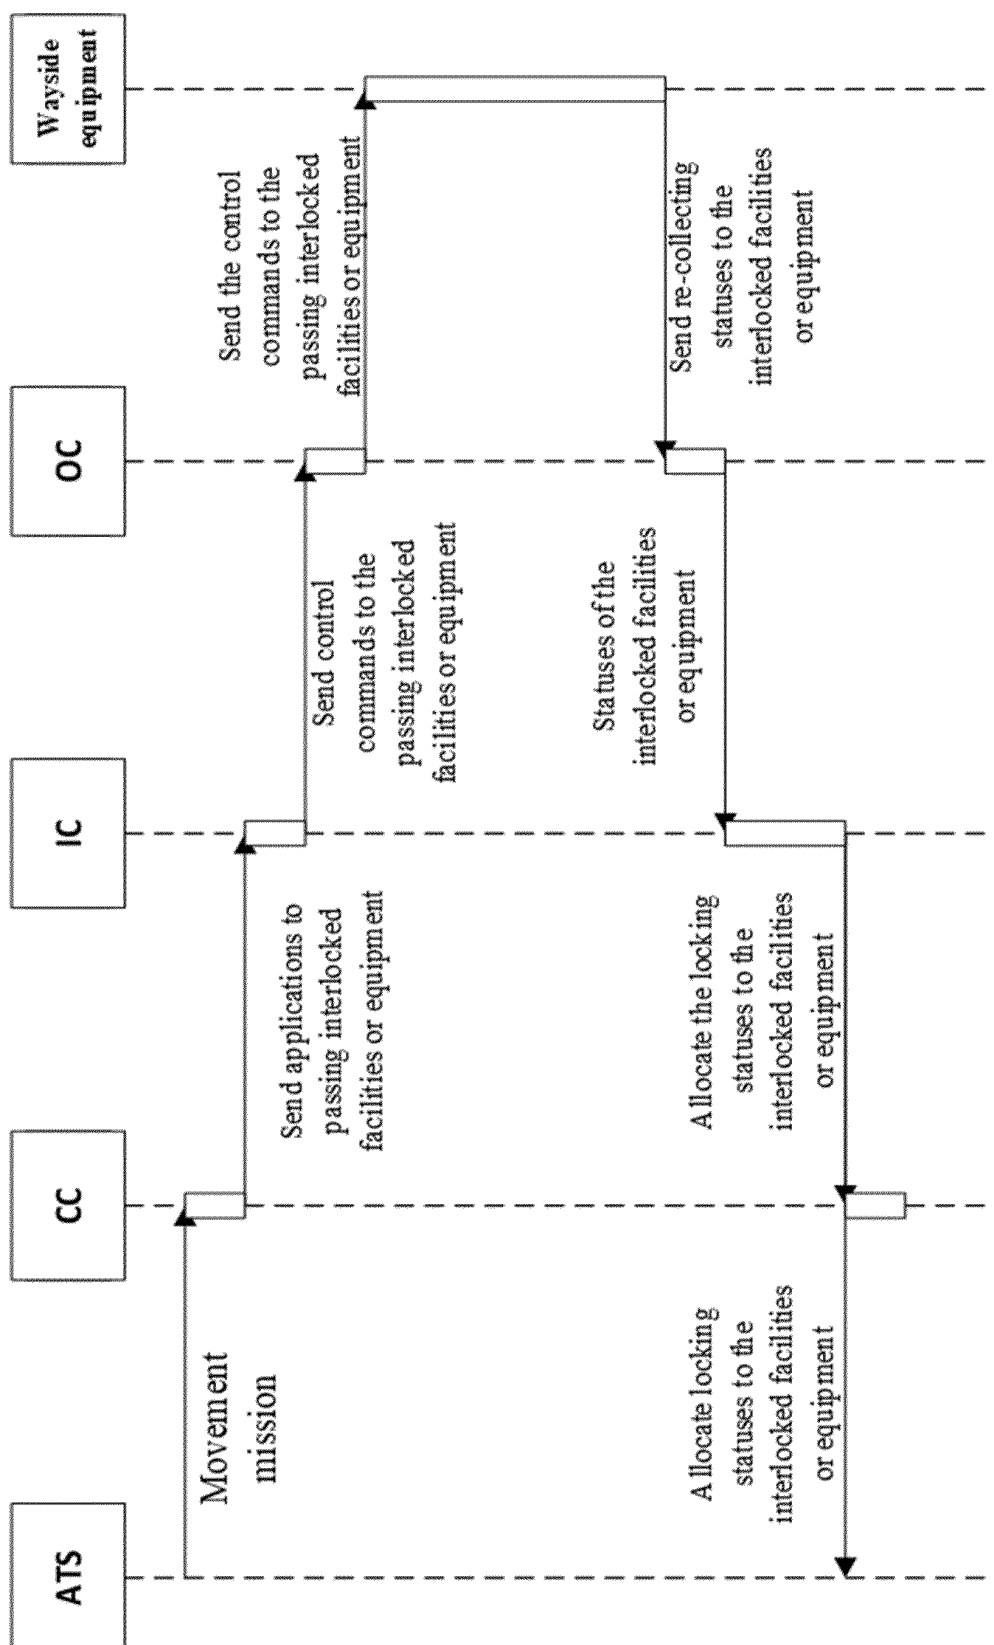 ATS
CC
IC
OC
Wayside
equipment
Movement
mission
Send applications to
passing interlocked
facilities or equipment
Send control
commands to the
passing interlocked
facilities or equipment
Send the control
commands to the
passing interlocked
facilities or equipment
Send re-collecting
statuses to the
interlocked facilities
or equipment
Statuses of the
interlocked facilities
or equipment
Allocate the locking
statuses to the
interlocked facilities
or equipment
Allocate locking
statuses to the
interlocked facilities
or equipment